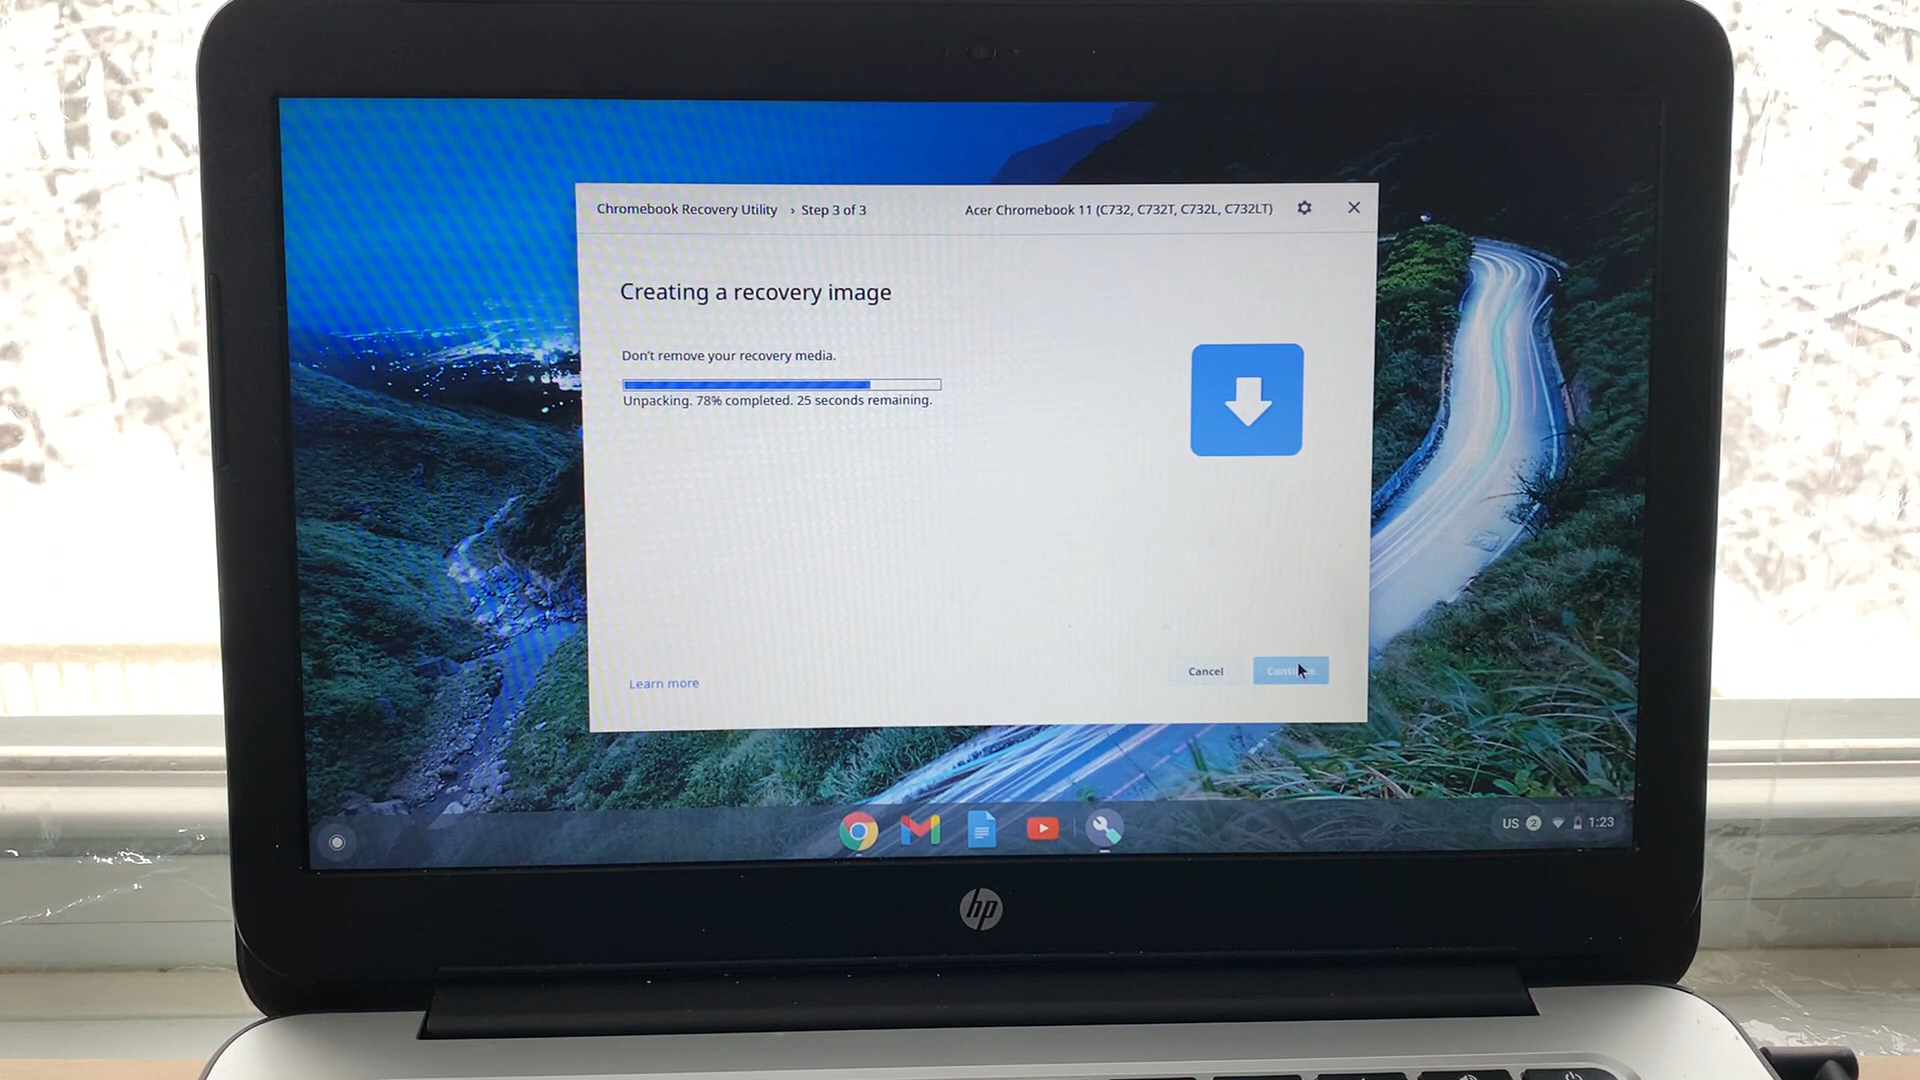 Chromebook Recovery Utility › Step 3 of 3
Acer Chromebook 11 (C732, C732T, C732L, C732LT)
Creating a recovery image
Don't remove your recovery media.
Unpacking. 78% completed. 25 seconds remaining.
Learn more
Cancel
US 2 1:23
hp